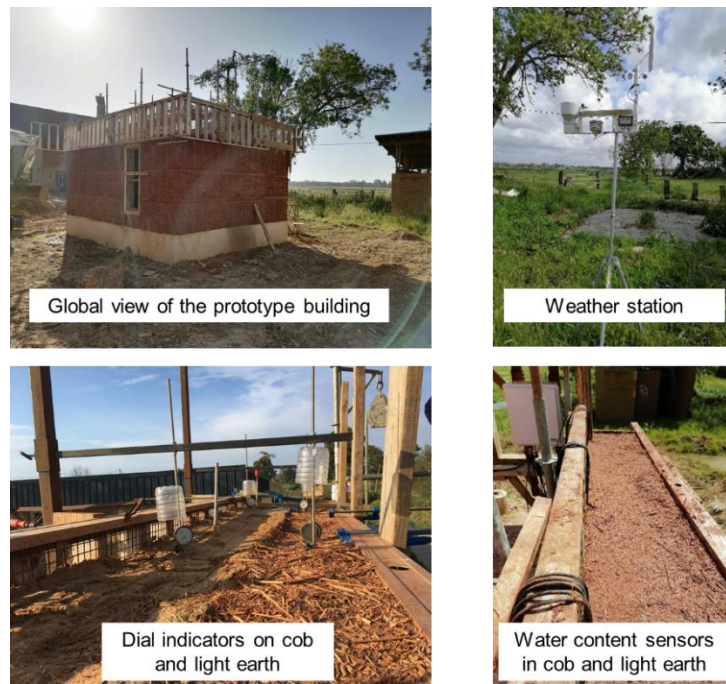 Global view of the prototype building
Weather station
Dial indicators on cob
and light earth
Water content sensors
in cob and light earth